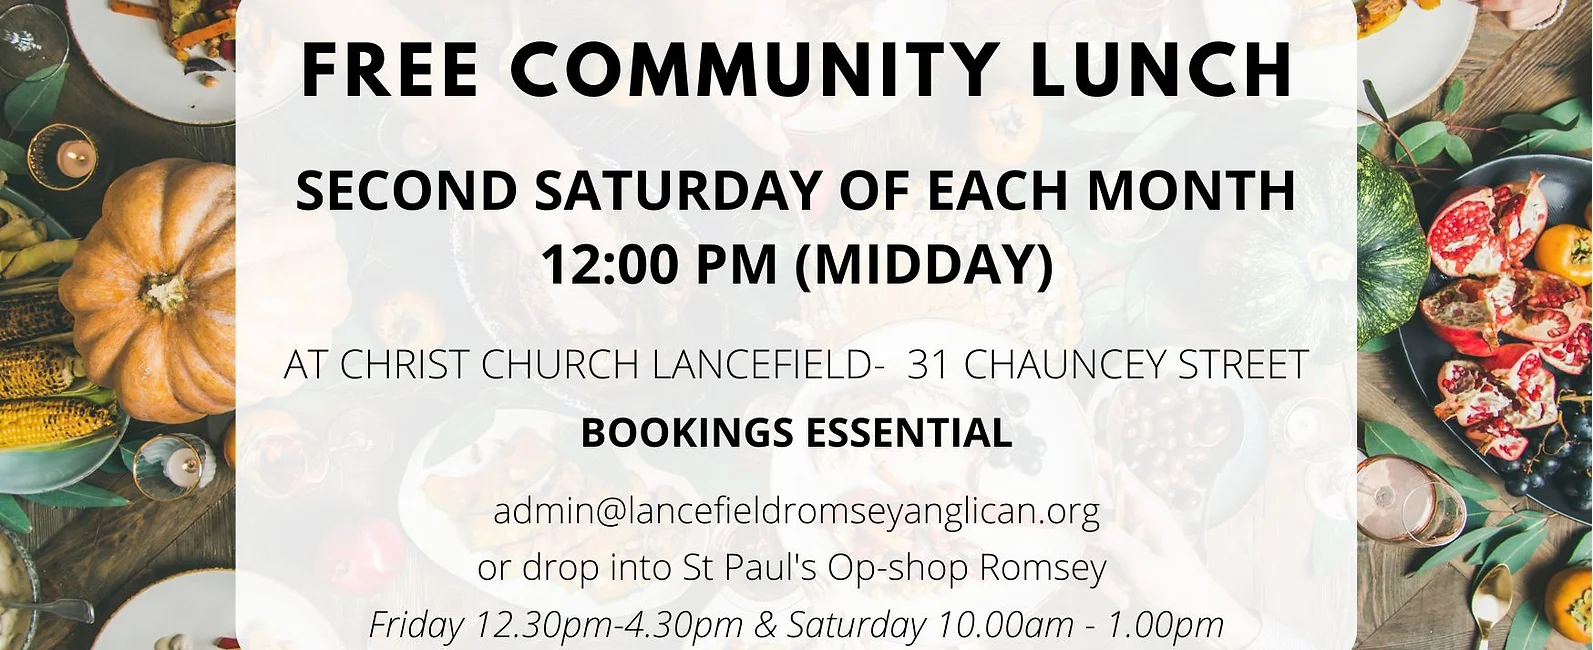 FREE COMMUNITY LUNCH
SECOND SATURDAY OF EACH MONTH
12:00 PM (MIDDAY)
AT CHRIST CHURCH LANCEFIELD-  31 CHAUNCEY STREET
BOOKINGS ESSENTIAL
admin@lancefieldromseyanglican.org
or drop into St Paul's Op-shop Romsey
Friday 12.30pm-4.30pm & Saturday 10.00am - 1.00pm